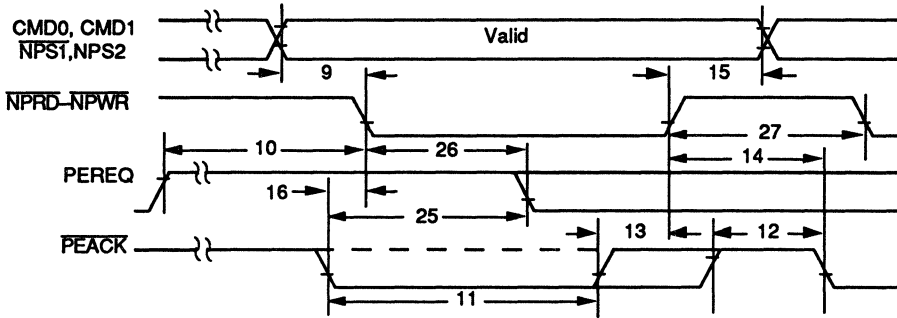 CMD0, CMD1
NPS1,NPS2
Valid
9
15
NPRD–NPWR
10
26
27
14
PEREQ
16
25
13
12
PEACK
11